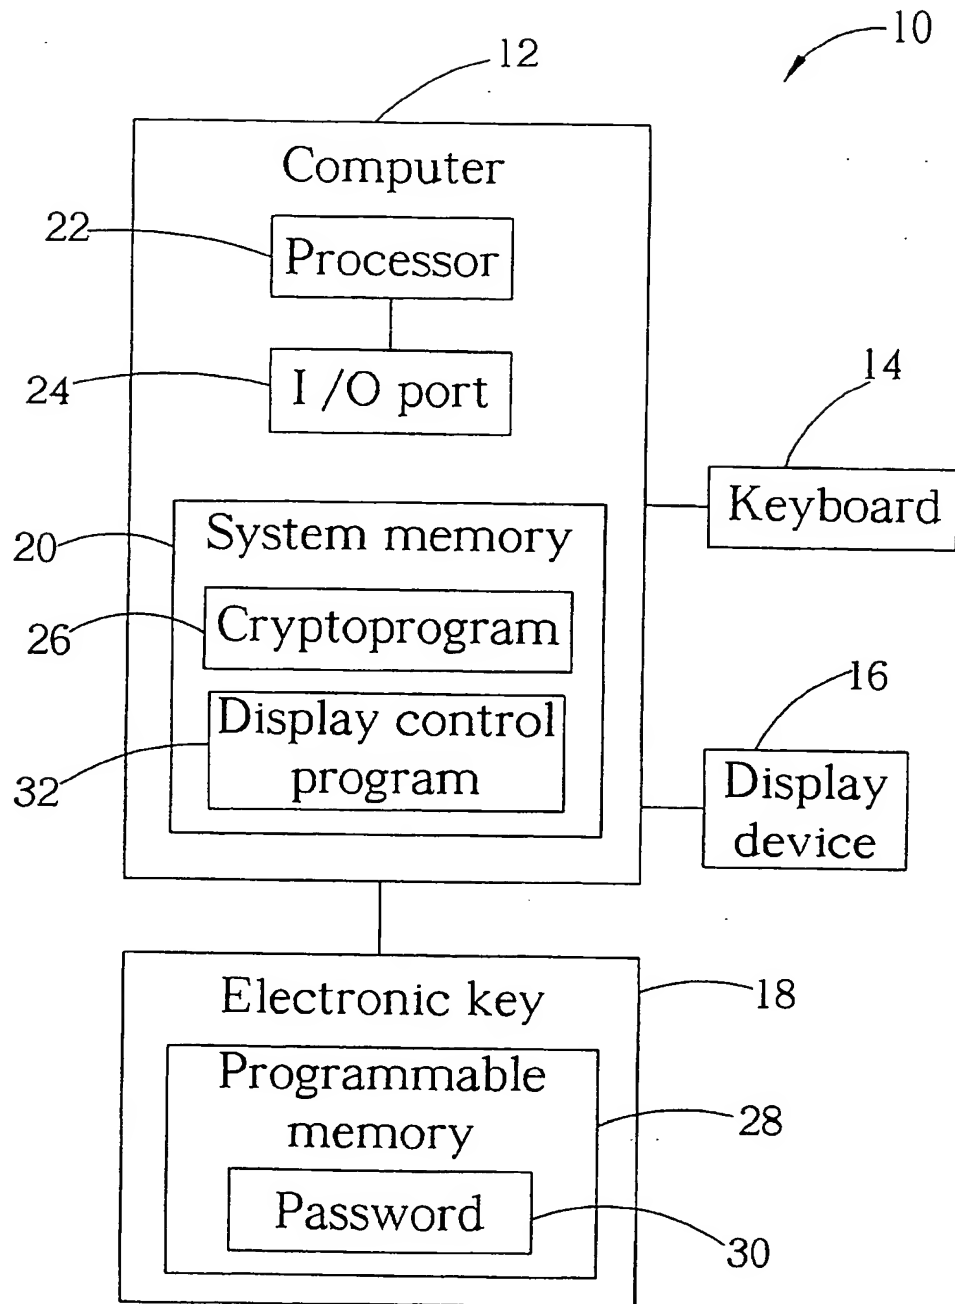 10
12
Computer
22
Processor
24
I /O port
14
Keyboard
20
System memory
26
Cryptoprogram
16
32
Display control
program
Display
device
Electronic key
18
Programmable
memory
28
Password
30